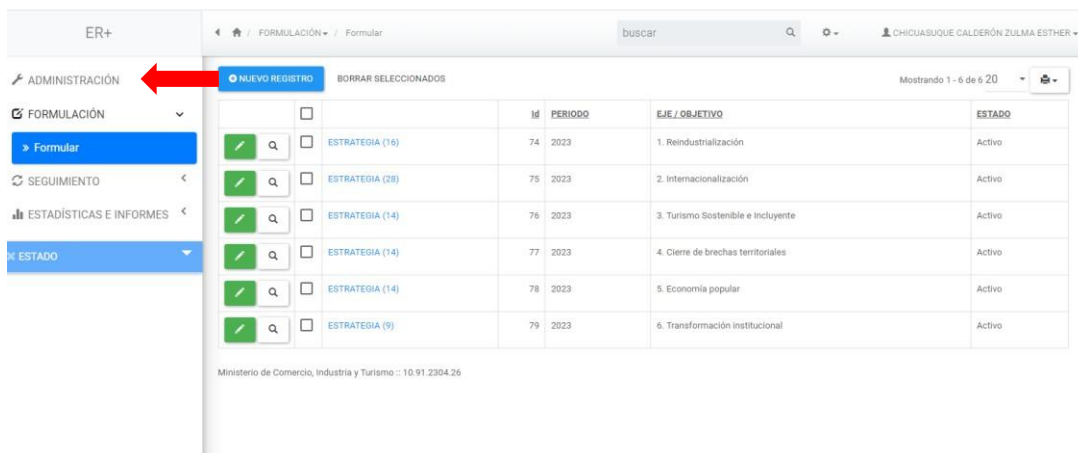 ER+
FORMULACIÓN / Formular
buscar
CHICUASUQUE CALDERÓN ZULMA ESTHER
ADMINISTRACIÓN
FORMULACIÓN
» Formular
SEGUIMIENTO
ESTADÍSTICAS E INFORMES
ESTADO
NUEVO REGISTRO BORRAR SELECCIONADOS Mostrando 1 - 6 de 6 20
Id PERIODO EJE / OBJETIVO ESTADO
ESTRATEGIA (16) 74 2023 1. Reindustrialización Activo
ESTRATEGIA (28) 75 2023 2. Internacionalización Activo
ESTRATEGIA (14) 76 2023 3. Turismo Sostenible e Incluyente Activo
ESTRATEGIA (14) 77 2023 4. Cierre de brechas territoriales Activo
ESTRATEGIA (14) 78 2023 5. Economía popular Activo
ESTRATEGIA (9) 79 2023 6. Transformación institucional Activo
Ministerio de Comercio, Industria y Turismo :: 10.91.2304.26